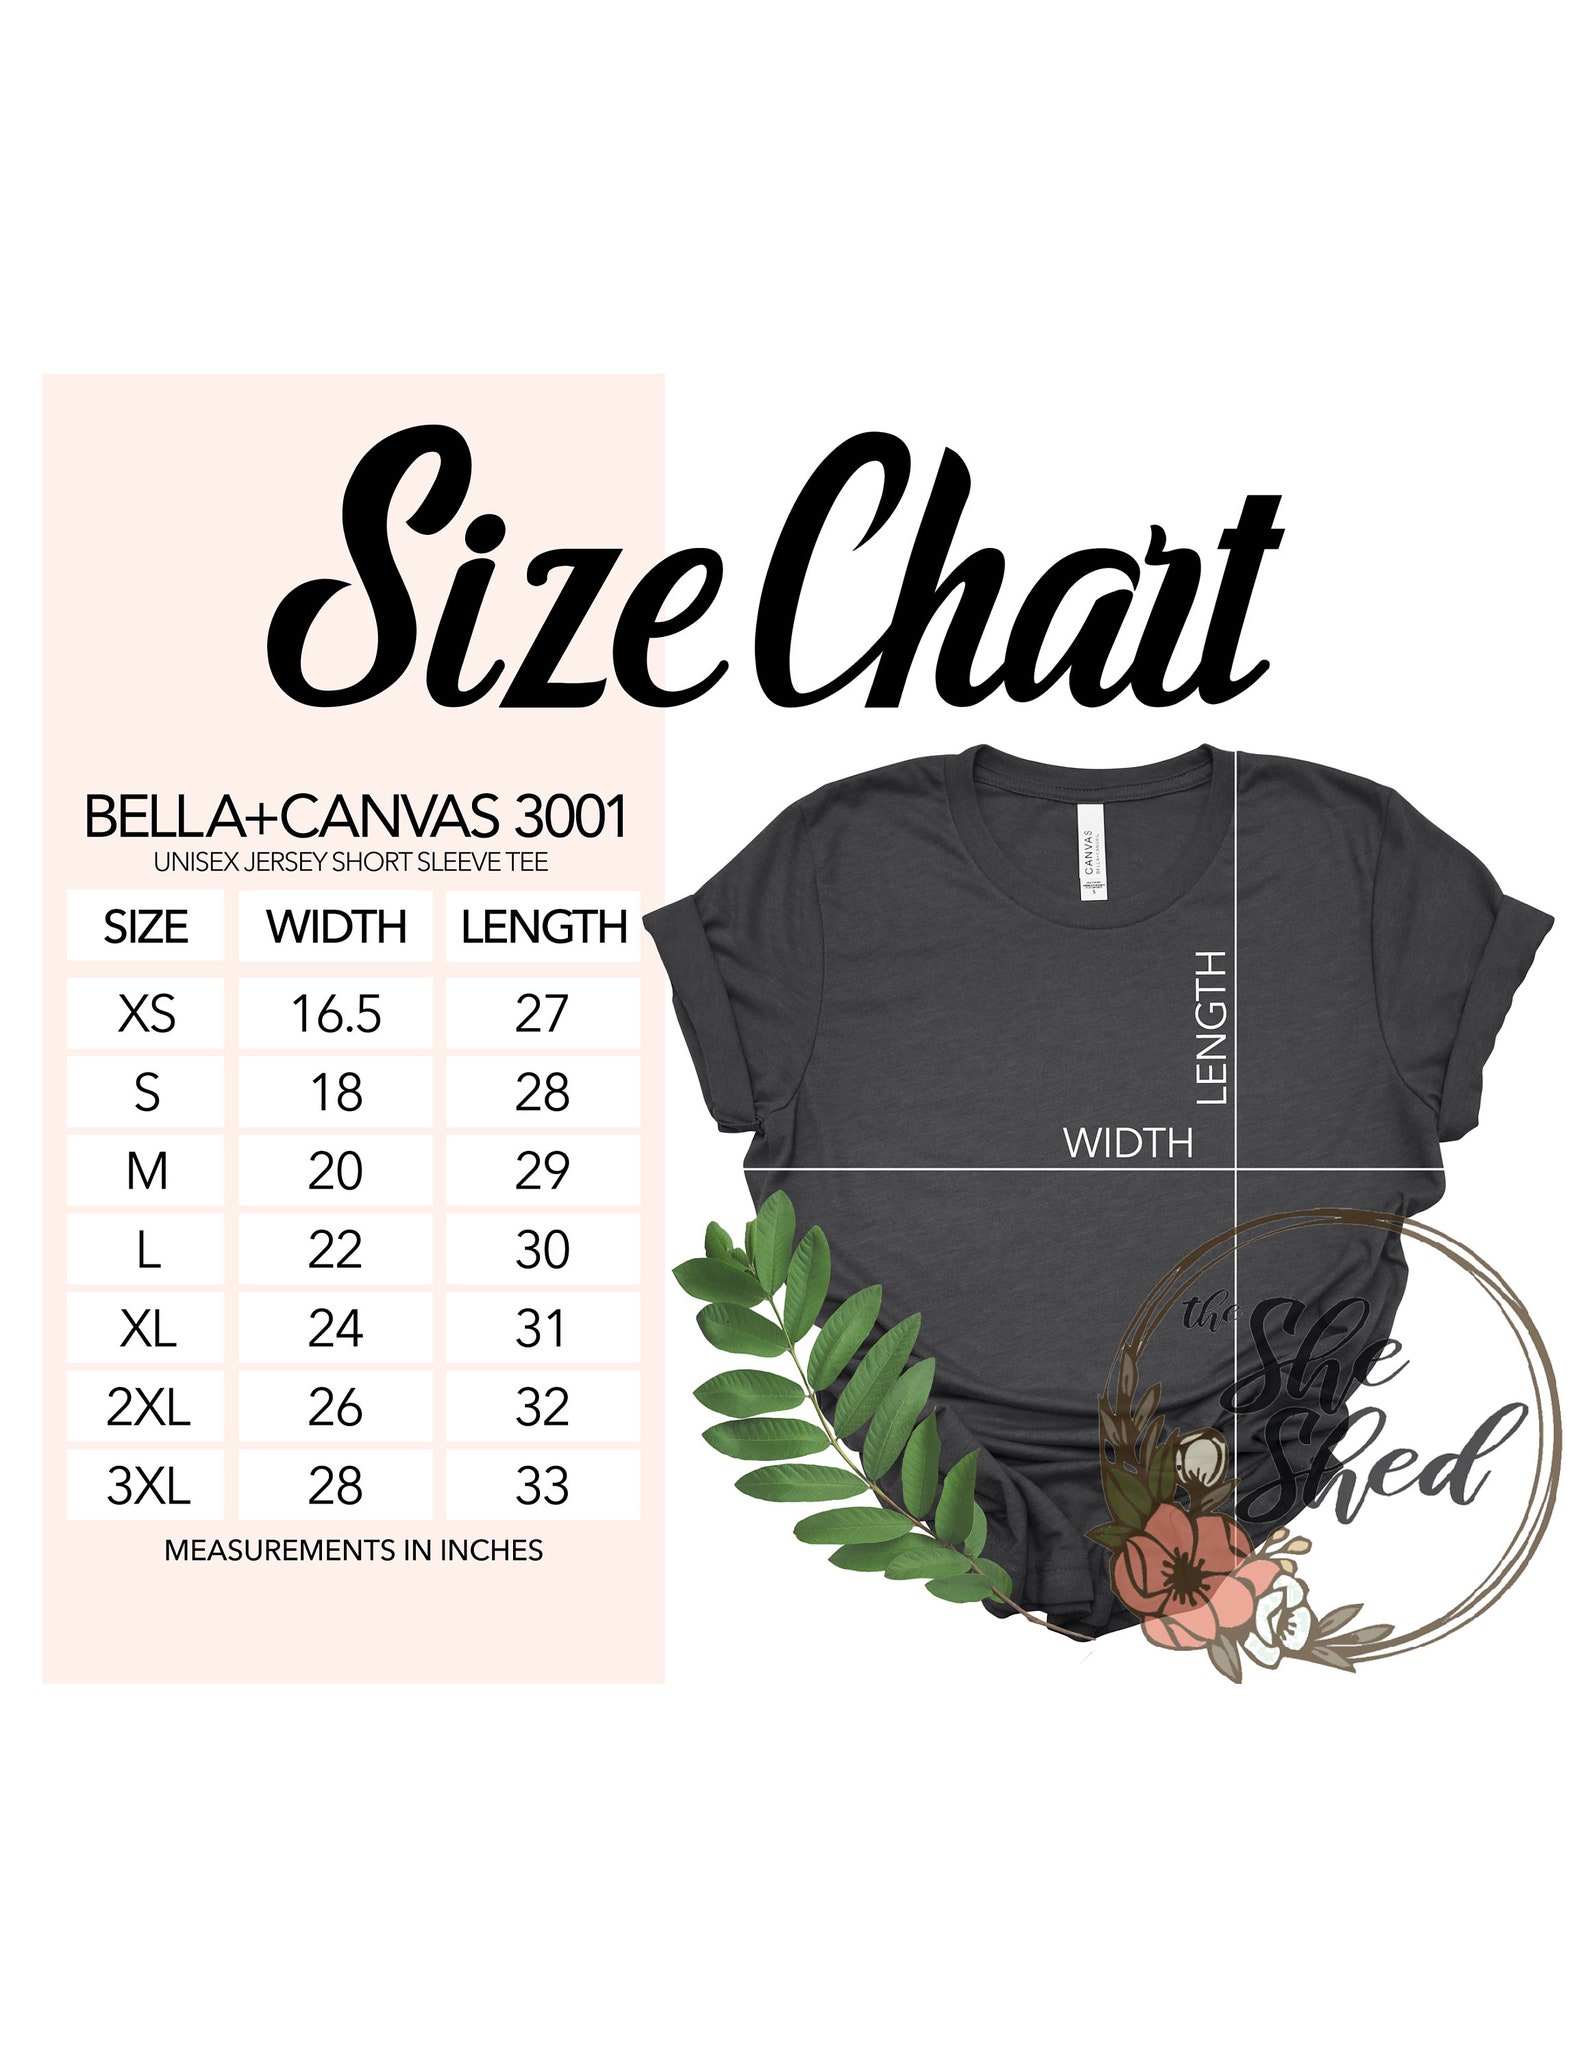 Size Chart
BELLA+CANVAS 3001
UNISEX JERSEY SHORT SLEEVE TEE
SIZE WIDTH LENGTH
XS 16.5 27
S 18 28
M 20 29
L 22 30
XL 24 31
2XL 26 32
3XL 28 33
MEASUREMENTS IN INCHES
CANVAS
BELLA+CANVAS
S
LENGTH
WIDTH
the
She
Shed